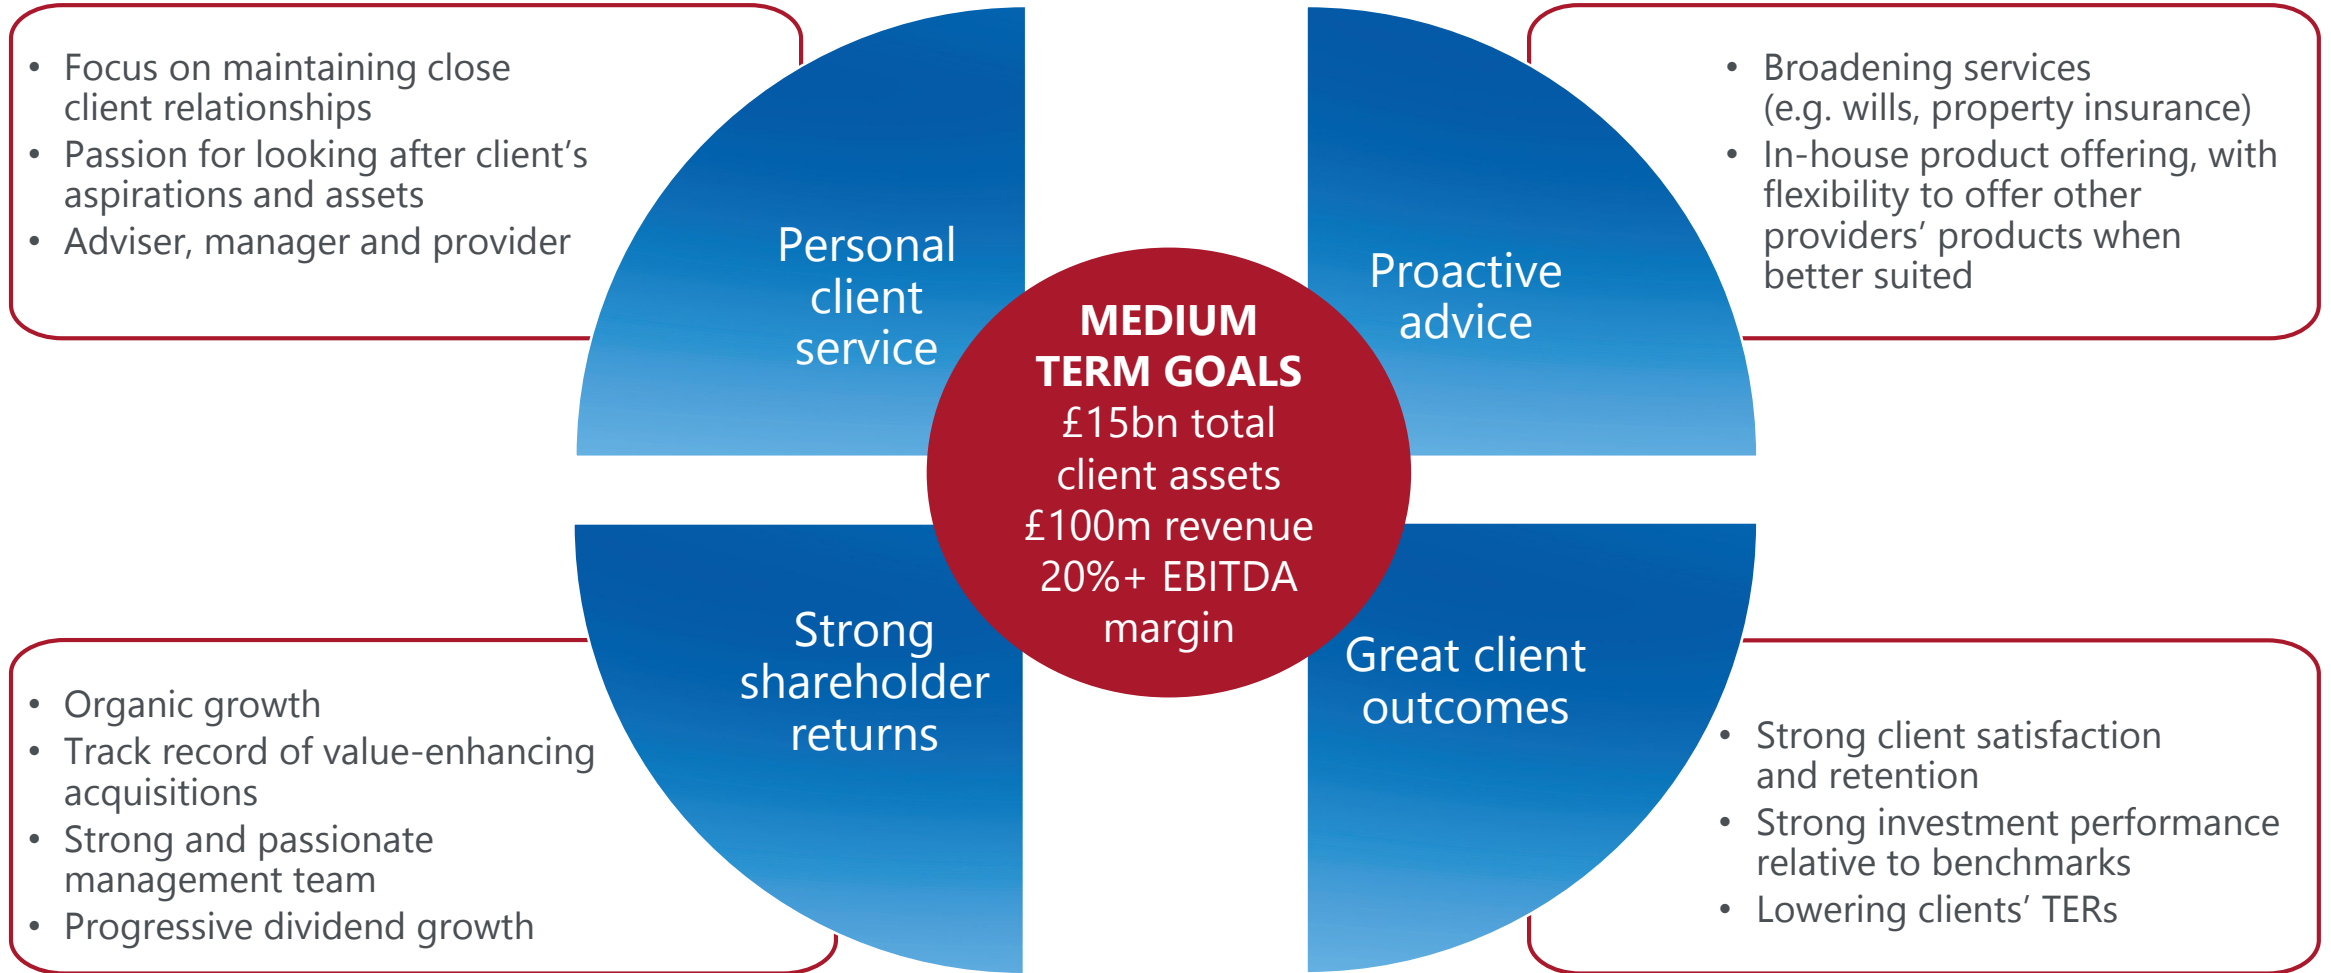 • Focus on maintaining close
client relationships
• Passion for looking after client’s
aspirations and assets
• Adviser, manager and provider
Personal
client
service
Proactive
advice
• Broadening services
(e.g. wills, property insurance)
• In-house product offering, with
flexibility to offer other
providers’ products when
better suited
MEDIUM
TERM GOALS
£15bn total
client assets
£100m revenue
20%+ EBITDA
margin
• Organic growth
• Track record of value-enhancing
acquisitions
• Strong and passionate
management team
• Progressive dividend growth
Strong
shareholder
returns
Great client
outcomes
• Strong client satisfaction
and retention
• Strong investment performance
relative to benchmarks
• Lowering clients’ TERs